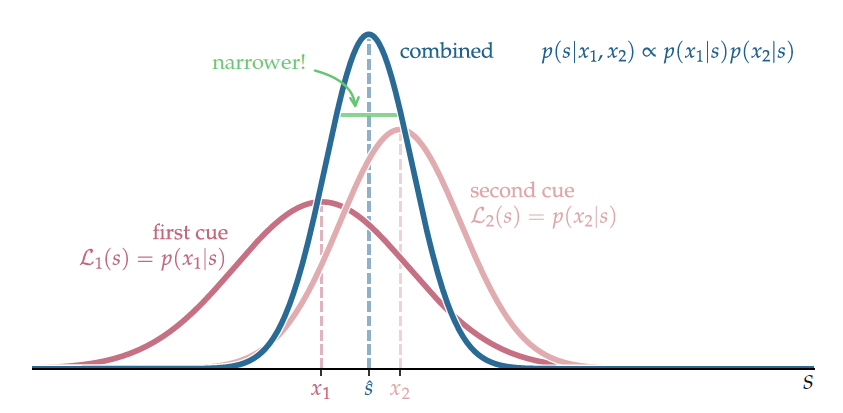 combined p(s|x₁, x₂) ∝ p(x₁|s)p(x₂|s)
narrower!
second cue
ℒ₂(s) = p(x₂|s)
first cue
ℒ₁(s) = p(x₁|s)
x₁ ŝ x₂
s